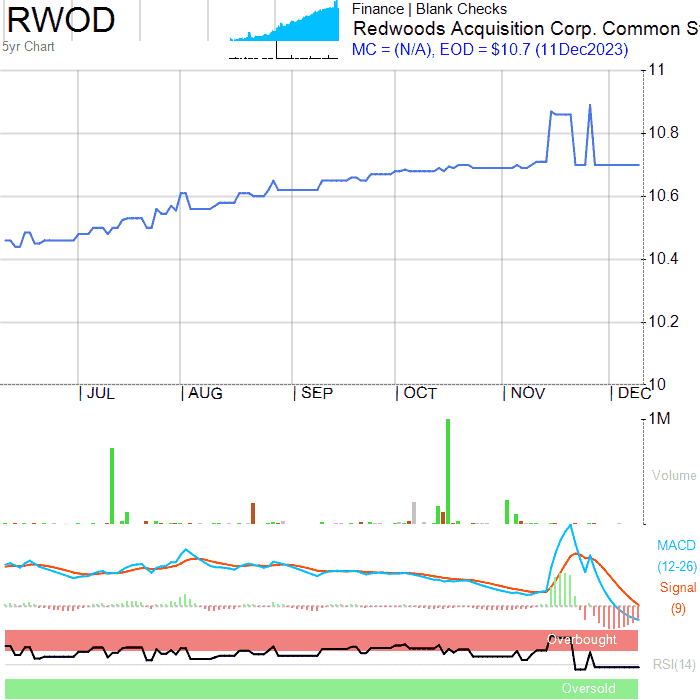 RWOD
5yr Chart
Finance | Blank Checks
Redwoods Acquisition Corp. Common S
MC = (N/A), EOD = $10.7 (11Dec2023)
11
10.8
10.6
10.4
10.2
10
| JUL | AUG | SEP | OCT | NOV | DEC
1M
Volume
MACD
(12-26)
Signal
(9)
Overbought
RSI(14)
Oversold